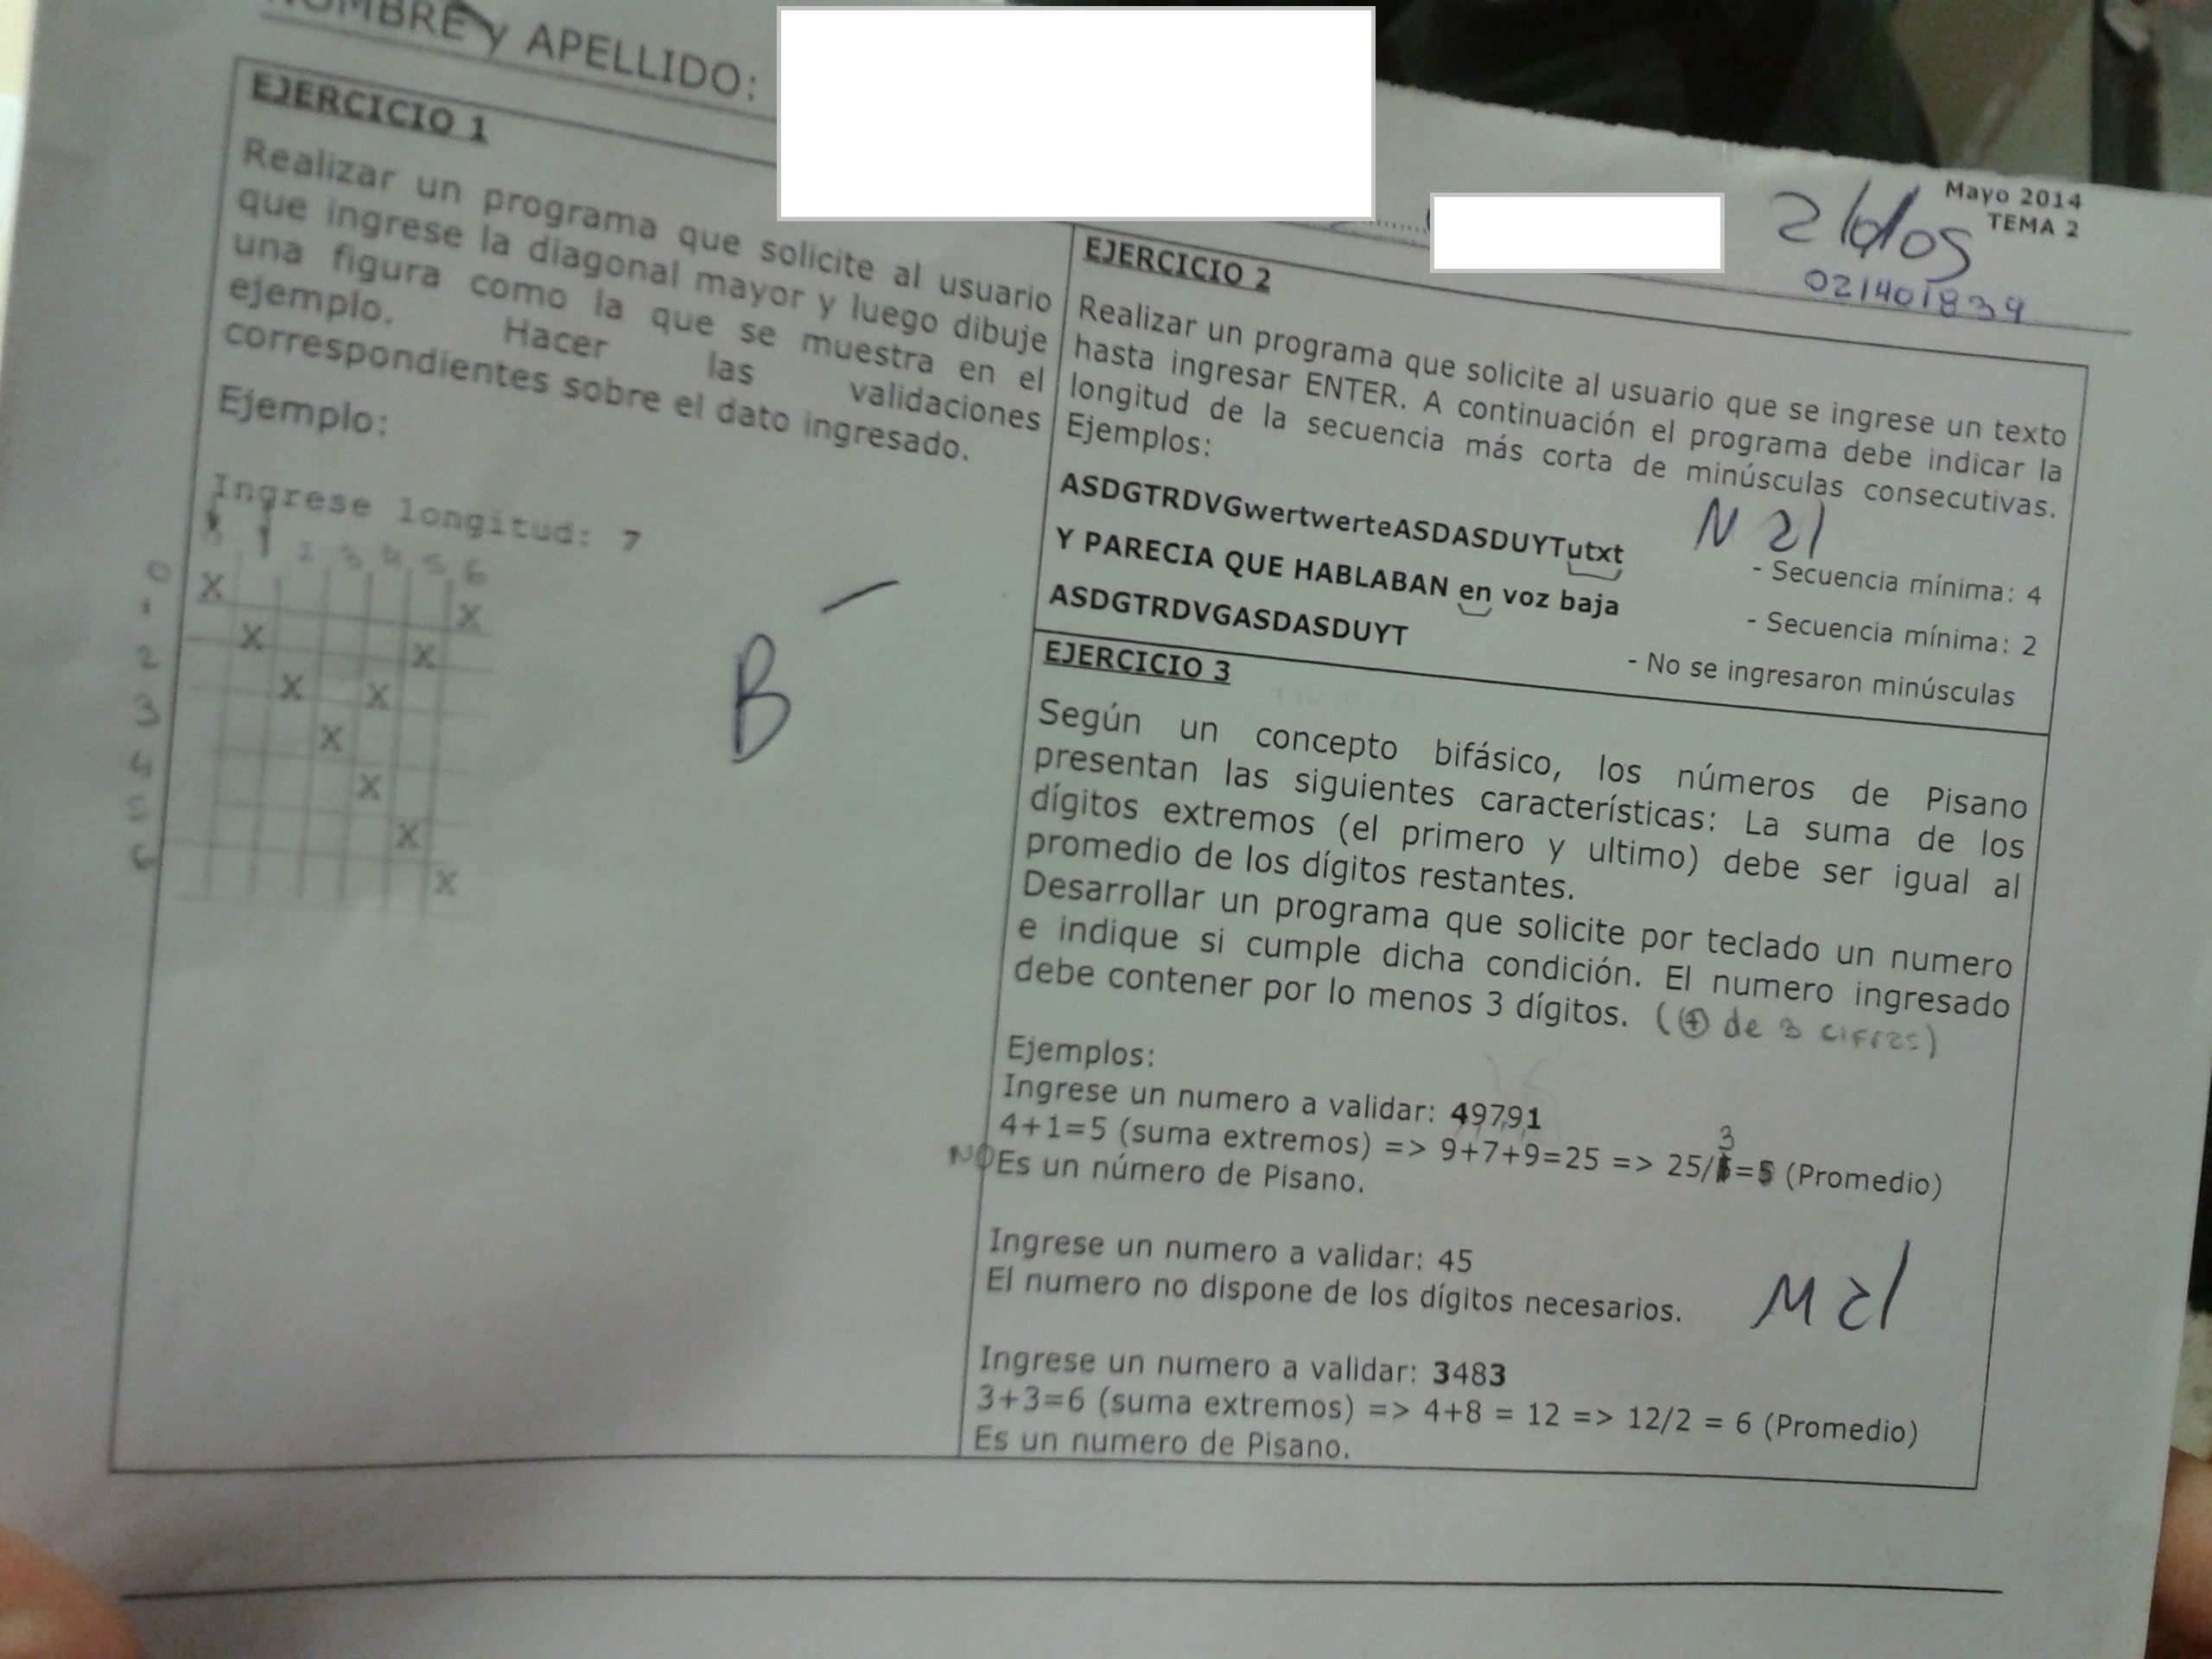 NOMBRE y APELLIDO:
Mayo 2014
TEMA 2
2/dos
021401839
EJERCICIO 1
Realizar un programa que solicite al usuario
que ingrese la diagonal mayor y luego dibuje
una figura como la que se muestra en el
ejemplo. Hacer las validaciones
correspondientes sobre el dato ingresado.
Ejemplo:
Ingrese longitud: 7
1 2 3 4 5 6
0 X X
1 X X
2 X X
3 X
4 X
5 X
6 X
B -
EJERCICIO 2
Realizar un programa que solicite al usuario que se ingrese un texto
hasta ingresar ENTER. A continuación el programa debe indicar la
longitud de la secuencia más corta de minúsculas consecutivas.
Ejemplos:
ASDGTRDVGwertwerteASDASDUYTutxt - Secuencia mínima: 4
Y PARECIA QUE HABLABAN en voz baja - Secuencia mínima: 2
ASDGTRDVGASDASDUYT - No se ingresaron minúsculas
Mal
EJERCICIO 3
Según un concepto bifásico, los números de Pisano
presentan las siguientes características: La suma de los
dígitos extremos (el primero y ultimo) debe ser igual al
promedio de los dígitos restantes.
Desarrollar un programa que solicite por teclado un numero
e indique si cumple dicha condición. El numero ingresado
debe contener por lo menos 3 dígitos. (+ de 3 cifras)
Ejemplos:
Ingrese un numero a validar: 49791
4+1=5 (suma extremos) => 9+7+9=25 => 25/3=5 (Promedio)
NO Es un número de Pisano.
Ingrese un numero a validar: 45
El numero no dispone de los dígitos necesarios.
Mal
Ingrese un numero a validar: 3483
3+3=6 (suma extremos) => 4+8 = 12 => 12/2 = 6 (Promedio)
Es un numero de Pisano.